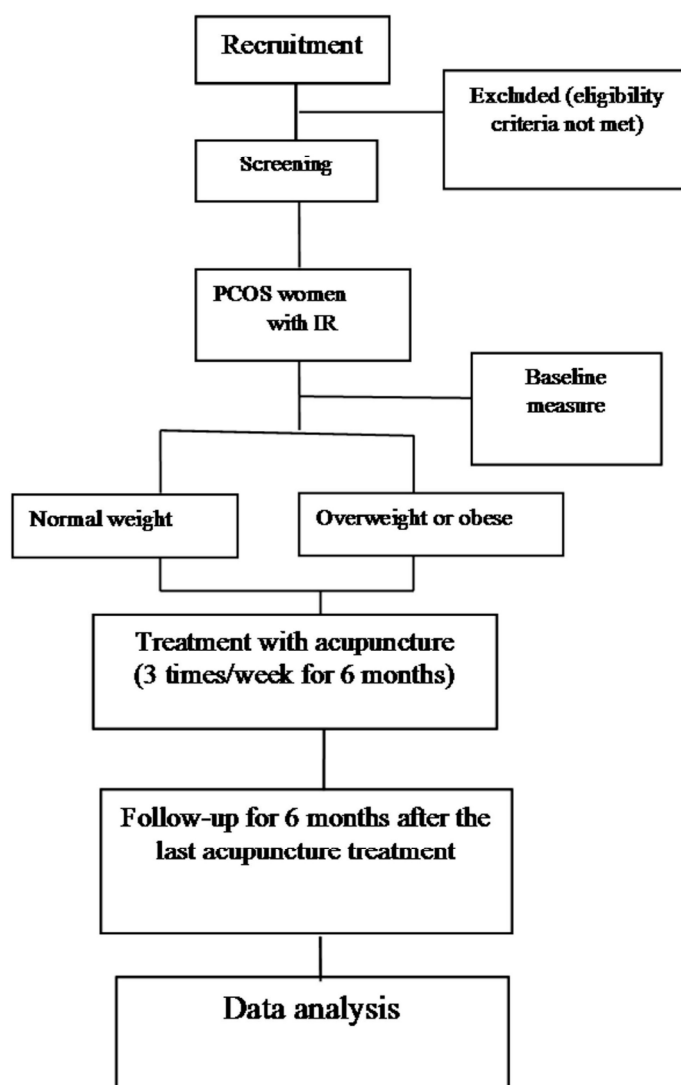 Recruitment
Excluded (eligibility
criteria not met)
Screening
PCOS women
with IR
Baseline
measure
Normal weight
Overweight or obese
Treatment with acupuncture
(3 times/week for 6 months)
Follow-up for 6 months after the
last acupuncture treatment
Data analysis